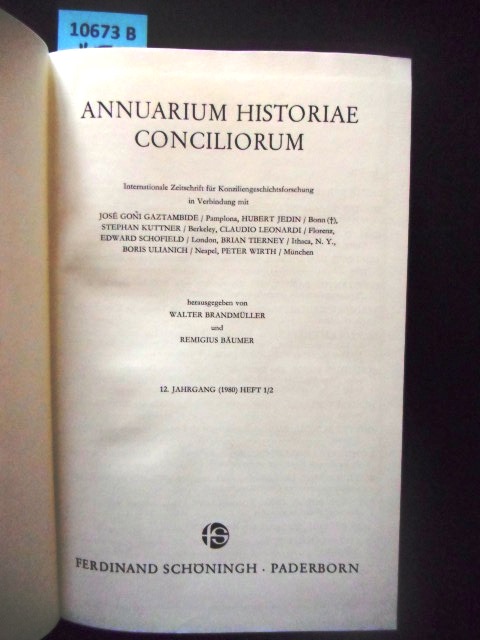 10673 B
ANNUARIUM HISTORIAE
CONCILIORUM
Internationale Zeitschrift für Konziliengeschichtsforschung
in Verbindung mit
JOSÉ GOÑI GAZTAMBIDE / Pamplona, HUBERT JEDIN / Bonn (†),
STEPHAN KUTTNER / Berkeley, CLAUDIO LEONARDI / Florenz,
EDWARD SCHOFIELD / London, BRIAN TIERNEY / Ithaca, N. Y.,
BORIS ULIANICH / Neapel, PETER WIRTH / München
herausgegeben von
WALTER BRANDMÜLLER
und
REMIGIUS BÄUMER
12. JAHRGANG (1980) HEFT 1/2
FERDINAND SCHÖNINGH · PADERBORN